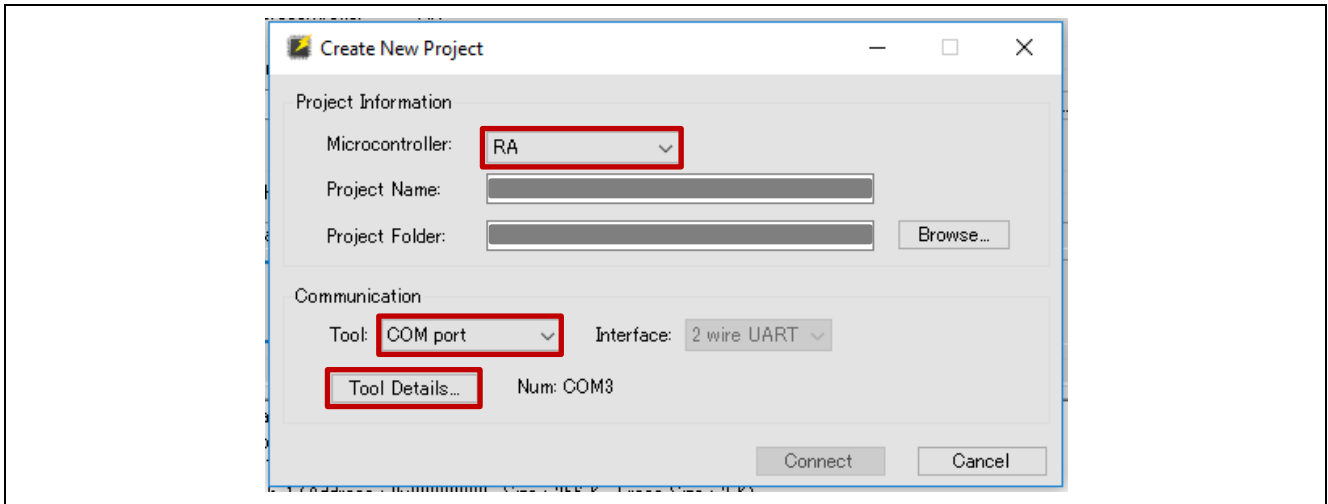 Create New Project
Project Information
Microcontroller: RA
Project Name:
Project Folder: Browse...
Communication
Tool: COM port Interface: 2 wire UART
Tool Details... Num: COM3
Connect Cancel